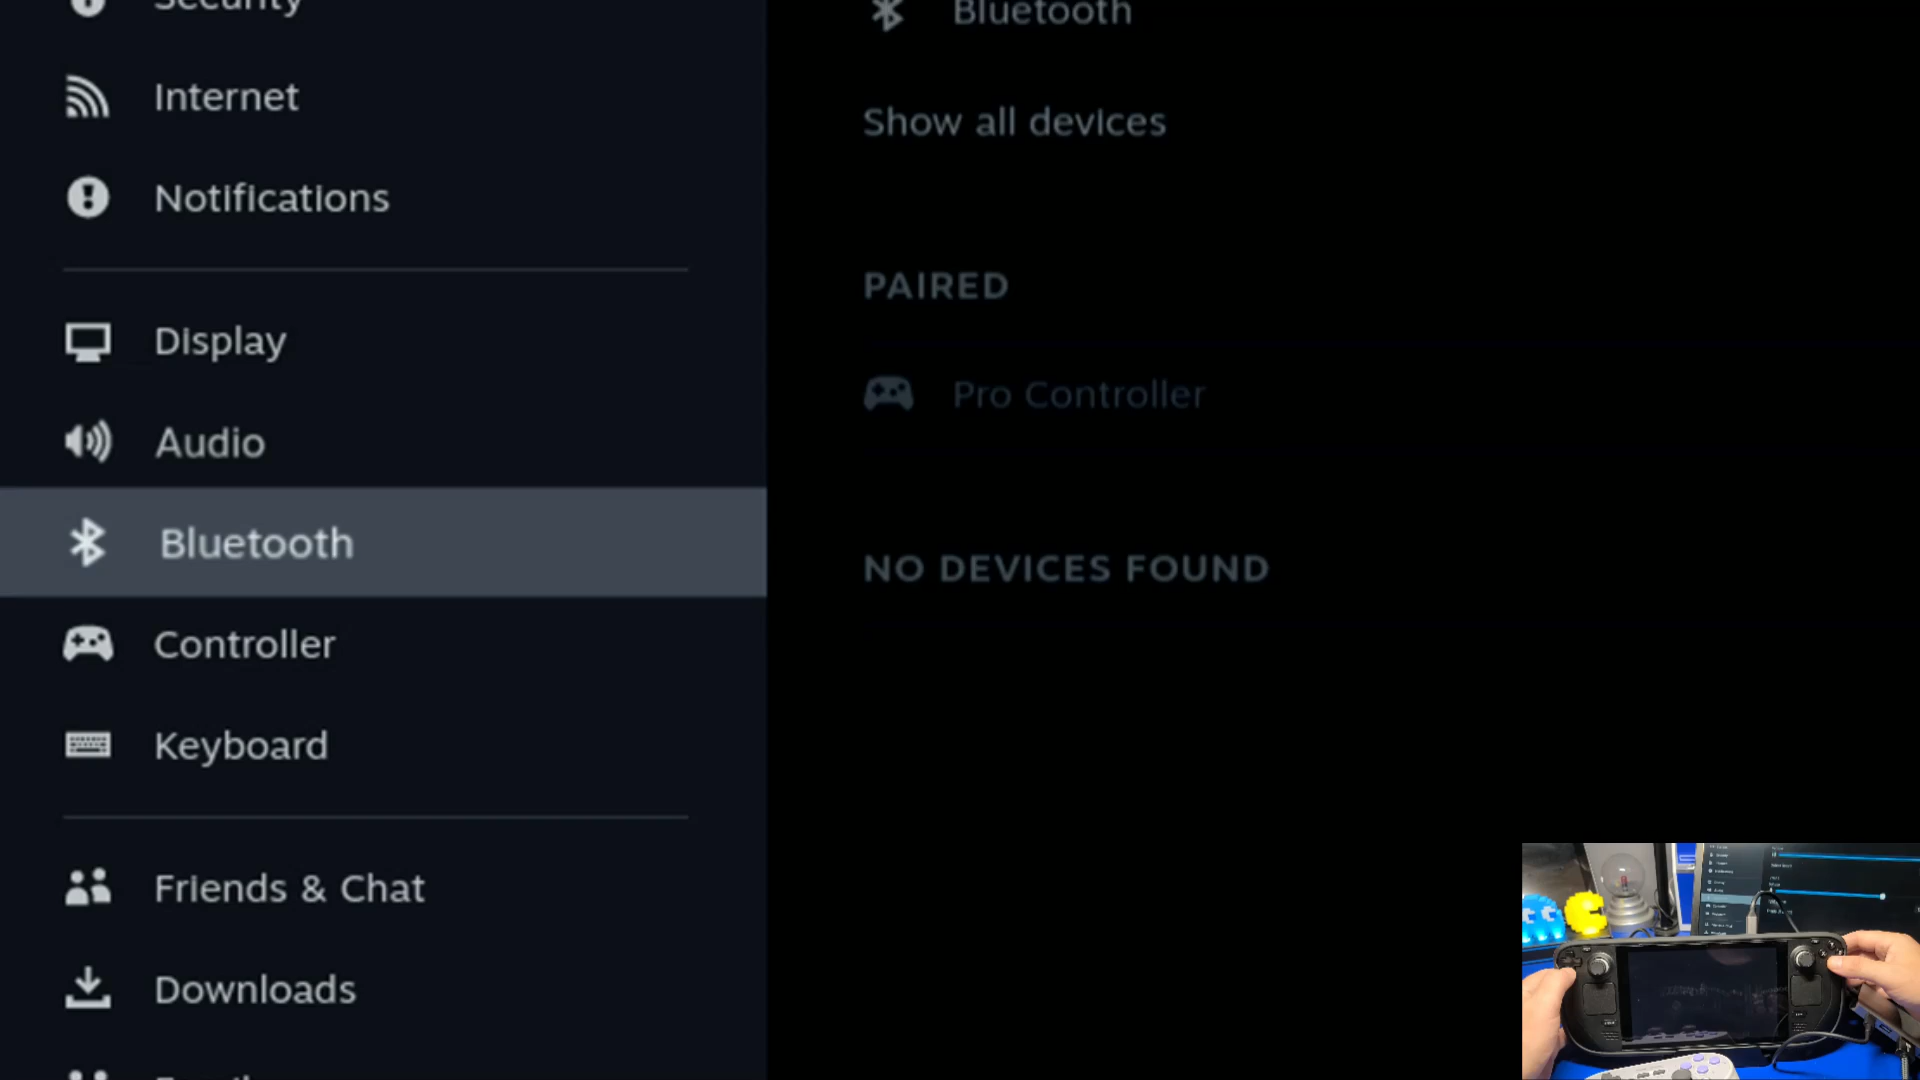 Security
Internet
Notifications
Display
Audio
Bluetooth
Controller
Keyboard
Friends & Chat
Downloads
Bluetooth
Show all devices
PAIRED
Pro Controller
NO DEVICES FOUND